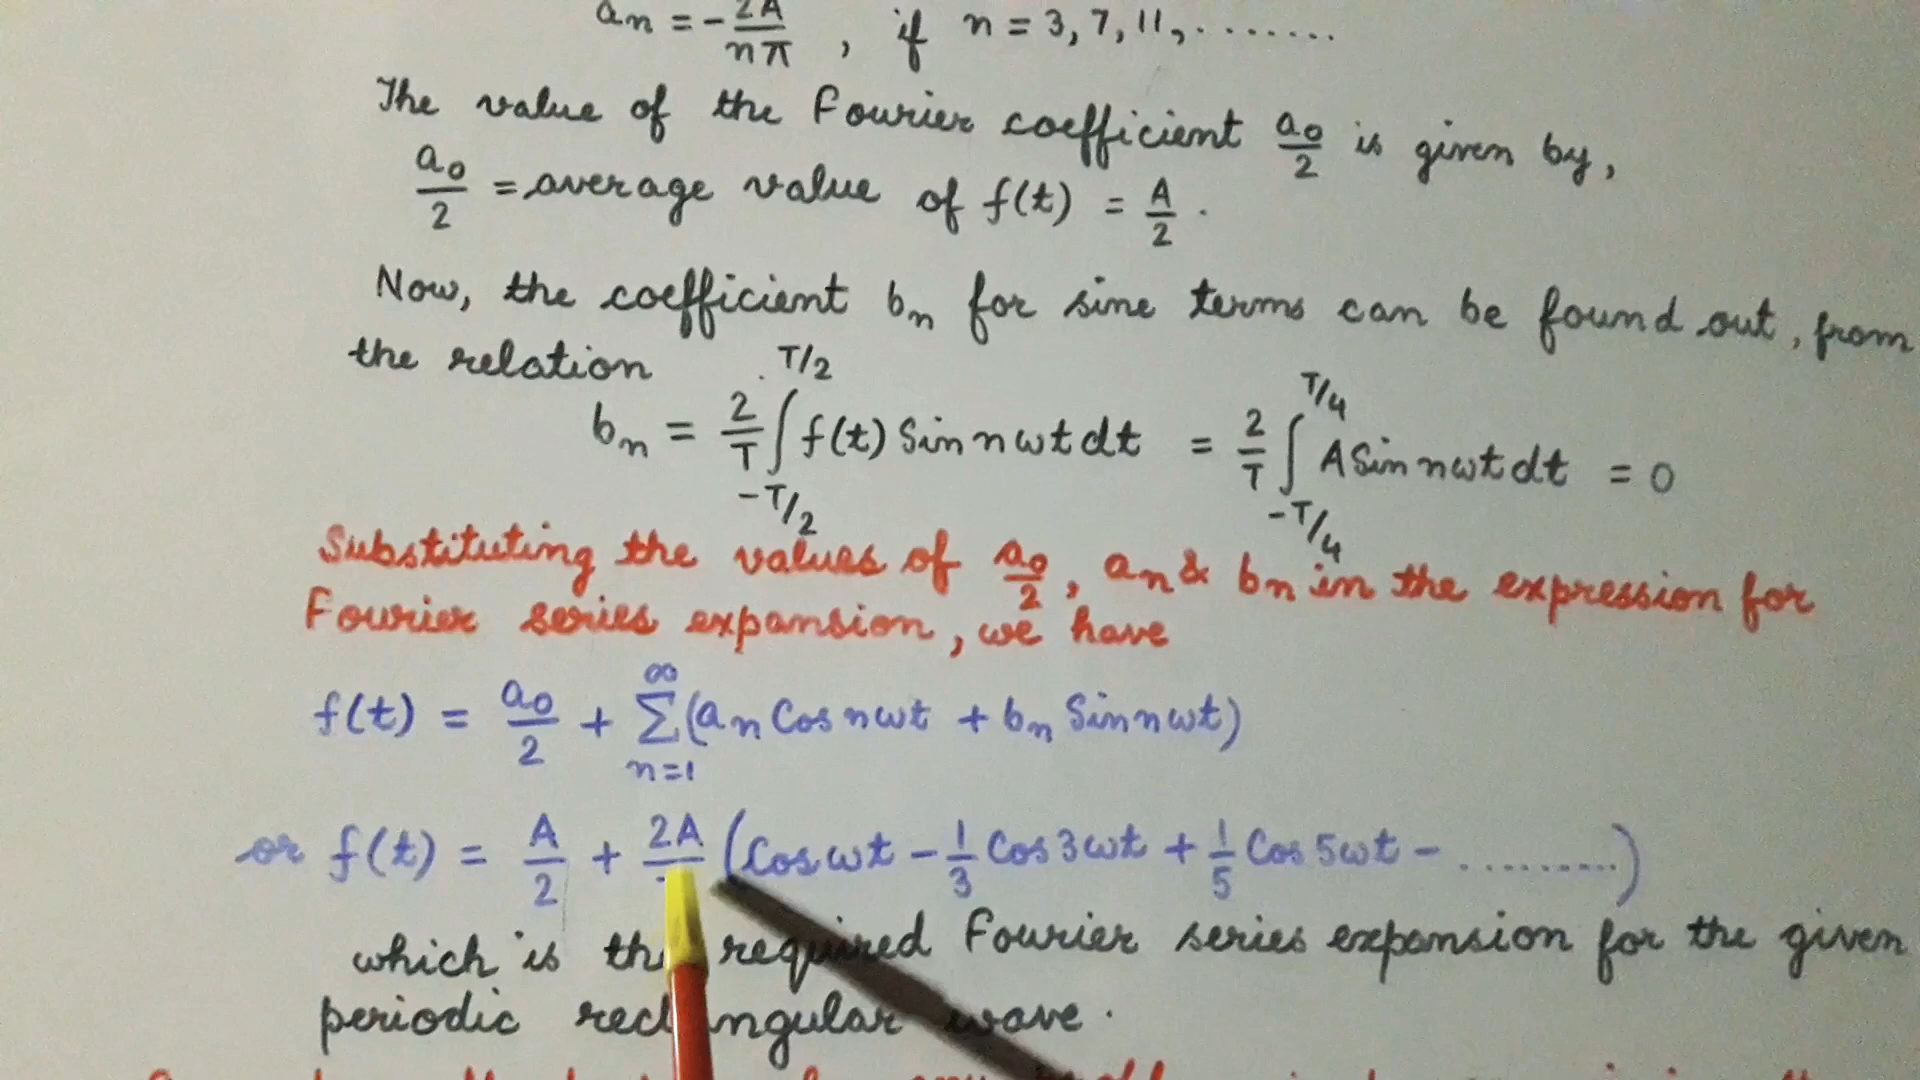 an = - 2A/nπ , if n = 3, 7, 11, ........
The value of the Fourier coefficient a0/2 is given by,
a0/2 = average value of f(t) = A/2 .
Now, the coefficient bn for sine terms can be found out, from
the relation
bn = 2/T ∫_{-T/2}^{T/2} f(t) Sin nωt dt = 2/T ∫_{-T/4}^{T/4} A Sin nωt dt = 0
Substituting the values of a0/2, an & bn in the expression for
Fourier series expansion, we have
f(t) = a0/2 + ∑_{n=1}^{∞} (an Cos nωt + bn Sin nωt)
or f(t) = A/2 + 2A (Cos ωt - 1/3 Cos 3ωt + 1/5 Cos 5ωt - ..........)
which is the required Fourier series expansion for the given
periodic rectangular wave.